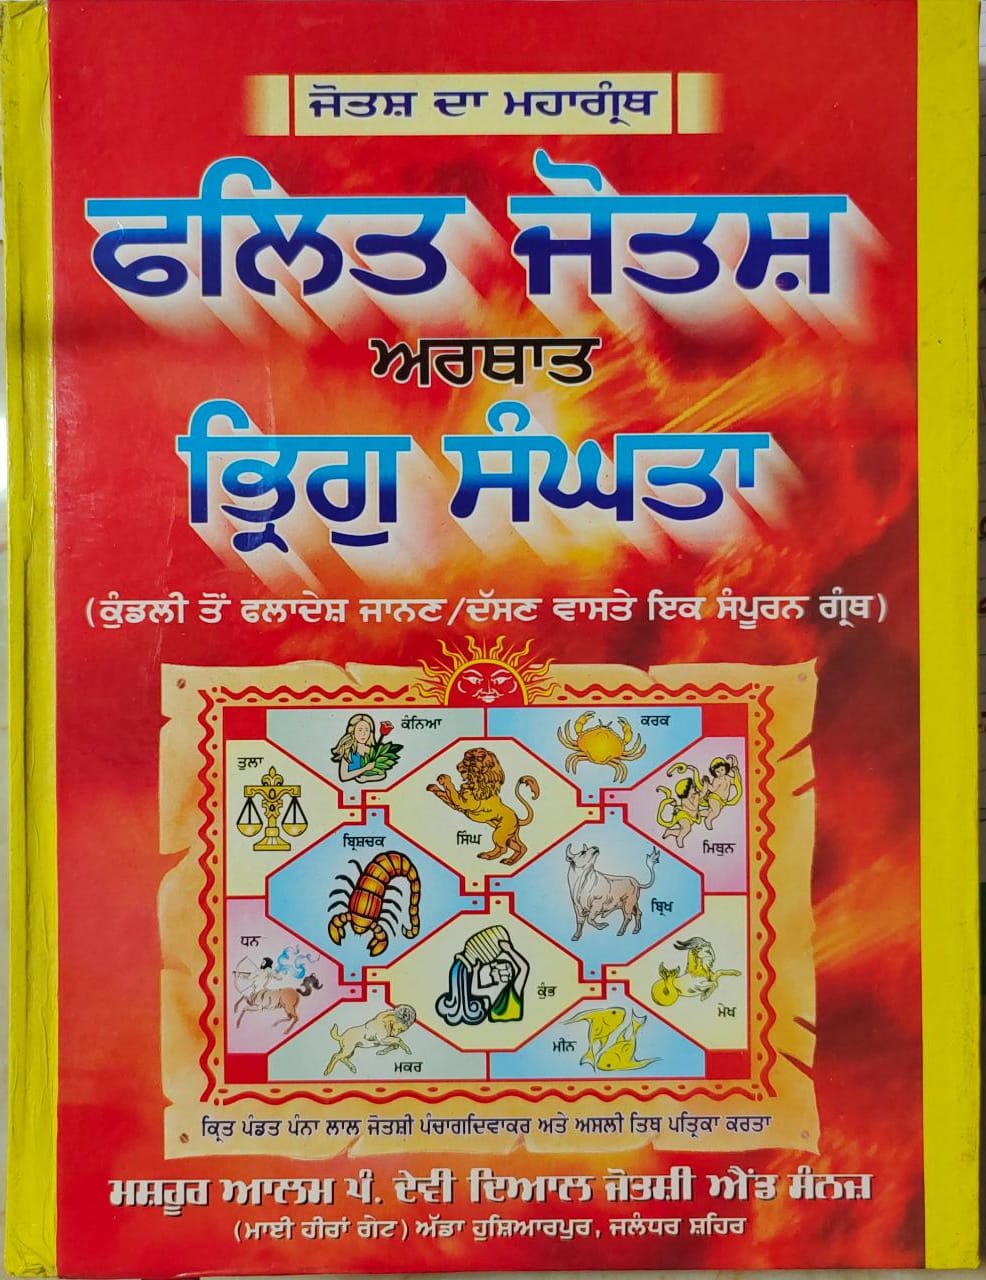 ਜੋਤਸ਼ ਦਾ ਮਹਾਗ੍ਰੰਥ
ਫਲਿਤ ਜੋਤਸ਼
ਅਰਥਾਤ
ਭ੍ਰਿਗੁ ਸੰਘਤਾ
(ਕੁੰਡਲੀ ਤੋਂ ਫਲਾਦੇਸ਼ ਜਾਨਣ/ਦੱਸਣ ਵਾਸਤੇ ਇਕ ਸੰਪੂਰਨ ਗ੍ਰੰਥ)
ਕੰਨਿਆ
ਕਰਕ
ਤੁਲਾ
ਸਿੰਘ
ਮਿਥੁਨ
ਬ੍ਰਿਸ਼ਚਕ
ਬ੍ਰਿਖ
ਧਨ
ਕੁੰਭ
ਮੇਖ
ਮਕਰ
ਮੀਨ
ਕ੍ਰਿਤ ਪੰਡਤ ਪੰਨਾ ਲਾਲ ਜੋਤਸ਼ੀ ਪੰਚਾਗਦਿਵਾਕਰ ਅਤੇ ਅਸਲੀ ਤਿਥ ਪਤ੍ਰਿਕਾ ਕਰਤਾ
ਮਸ਼ਹੂਰ ਆਲਮ ਪੰ. ਦੇਵੀ ਦਿਆਲ ਜੋਤਸ਼ੀ ਐਂਡ ਸੰਨਜ਼
(ਮਾਈ ਹੀਰਾਂ ਗੇਟ) ਅੱਡਾ ਹੁਸ਼ਿਆਰਪੁਰ, ਜਲੰਧਰ ਸ਼ਹਿਰ